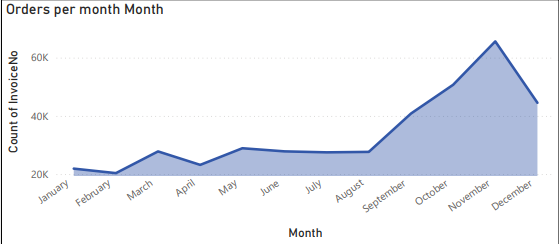 Orders per month Month
Count of InvoiceNo
60K
40K
20K
January
February
March
April
May
June
July
August
September
October
November
December
Month